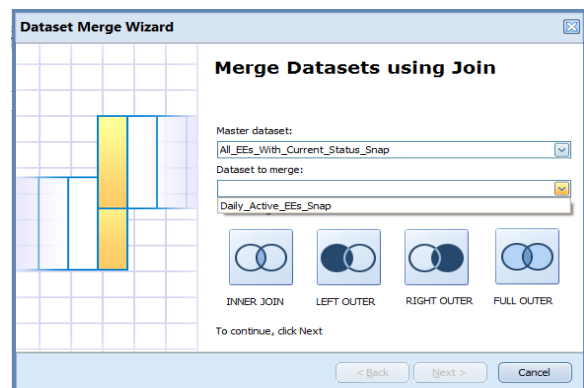 Dataset Merge Wizard
Merge Datasets using Join
Master dataset:
All_EEs_With_Current_Status_Snap
Dataset to merge:
Daily_Active_EEs_Snap
INNER JOIN LEFT OUTER RIGHT OUTER FULL OUTER
To continue, click Next
< Back Next > Cancel